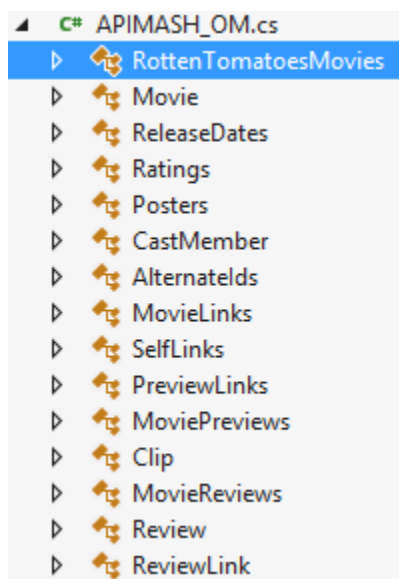 C# APIMASH_OM.cs
RottenTomatoesMovies
Movie
ReleaseDates
Ratings
Posters
CastMember
AlternateIds
MovieLinks
SelfLinks
PreviewLinks
MoviePreviews
Clip
MovieReviews
Review
ReviewLink